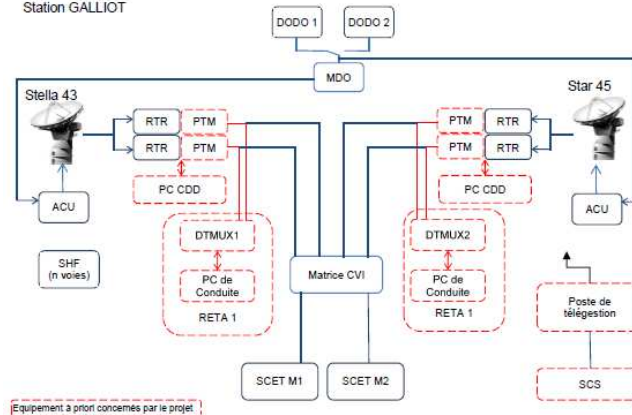 Station GALLIOT
DODO 1
DODO 2
MDO
Stella 43
Star 45
RTR
PTM
PTM
RTR
RTR
PTM
PTM
RTR
PC CDD
PC CDD
ACU
ACU
DTMUX1
DTMUX2
SHF
(n voies)
Matrice CVI
PC de
Conduite
PC de
Conduite
RETA 1
RETA 1
Poste de
télégestion
SCET M1
SCET M2
SCS
Equipement à priori concernés par le projet